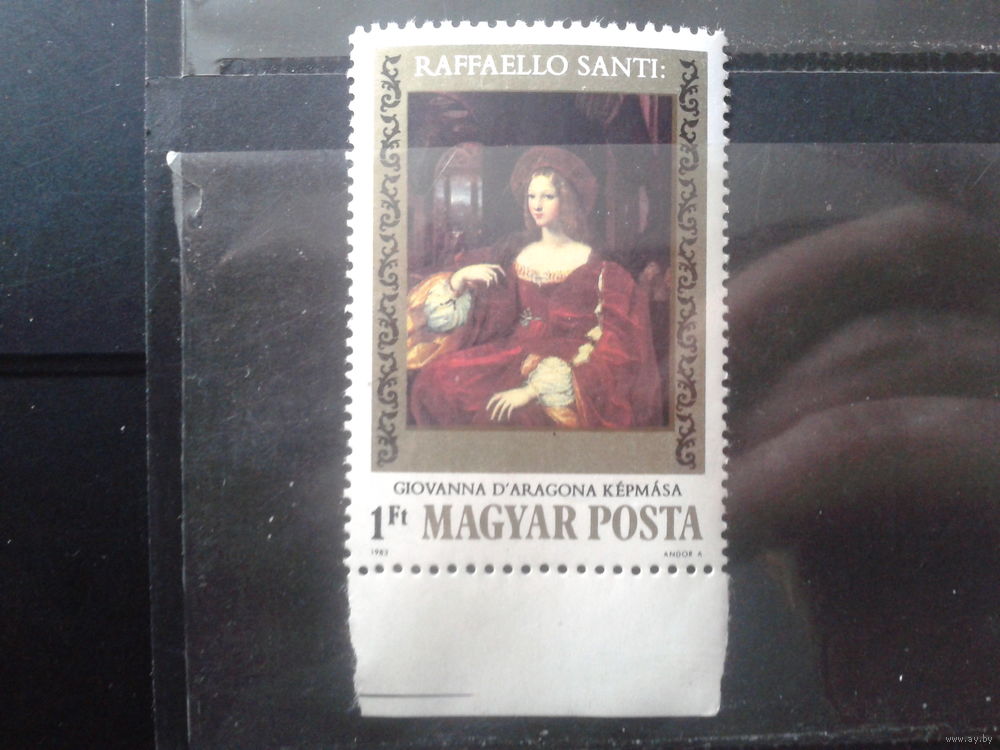 RAFFAELLO SANTI:
GIOVANNA D'ARAGONA KÉPMÁSA
1Ft MAGYAR POSTA
1983 ANDOR A.
www.ay.by